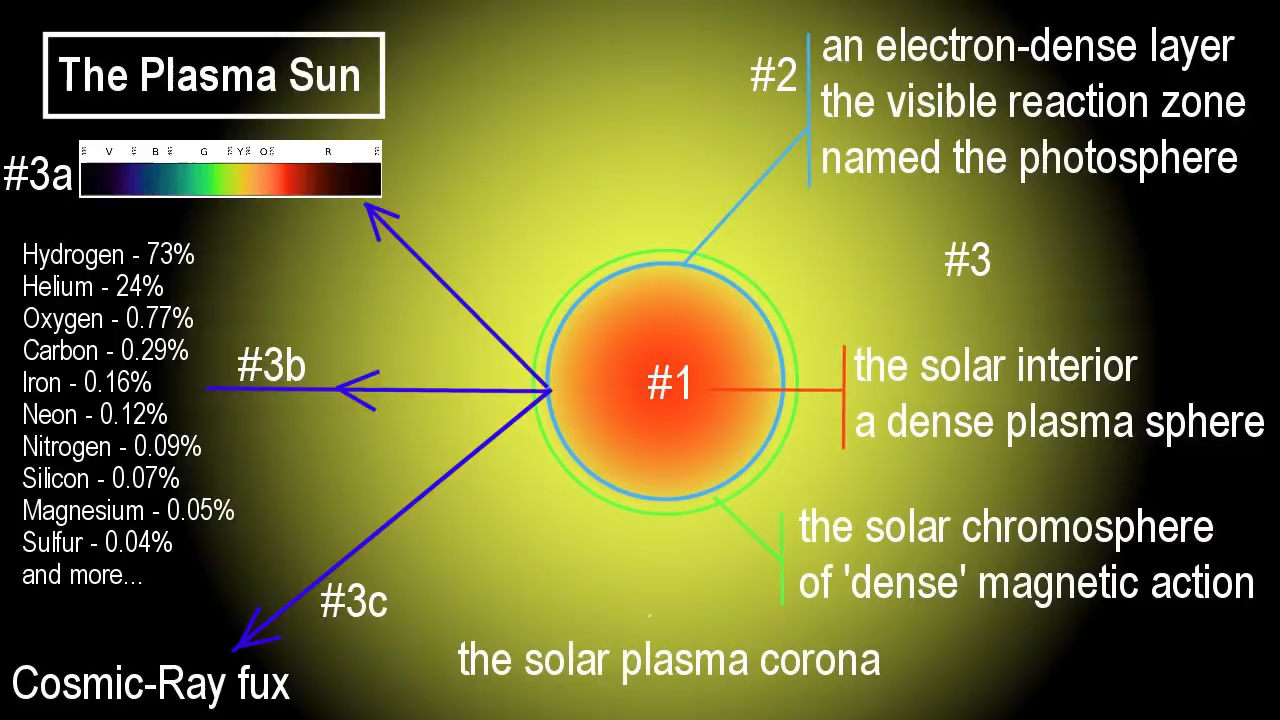 The Plasma Sun
#3a
V B G Y O R
Hydrogen - 73%
Helium - 24%
Oxygen - 0.77%
Carbon - 0.29%
Iron - 0.16%
Neon - 0.12%
Nitrogen - 0.09%
Silicon - 0.07%
Magnesium - 0.05%
Sulfur - 0.04%
and more...
#3b
#3c
Cosmic-Ray fux
#1
#2
an electron-dense layer
the visible reaction zone
named the photosphere
#3
the solar interior
a dense plasma sphere
the solar chromosphere
of 'dense' magnetic action
the solar plasma corona